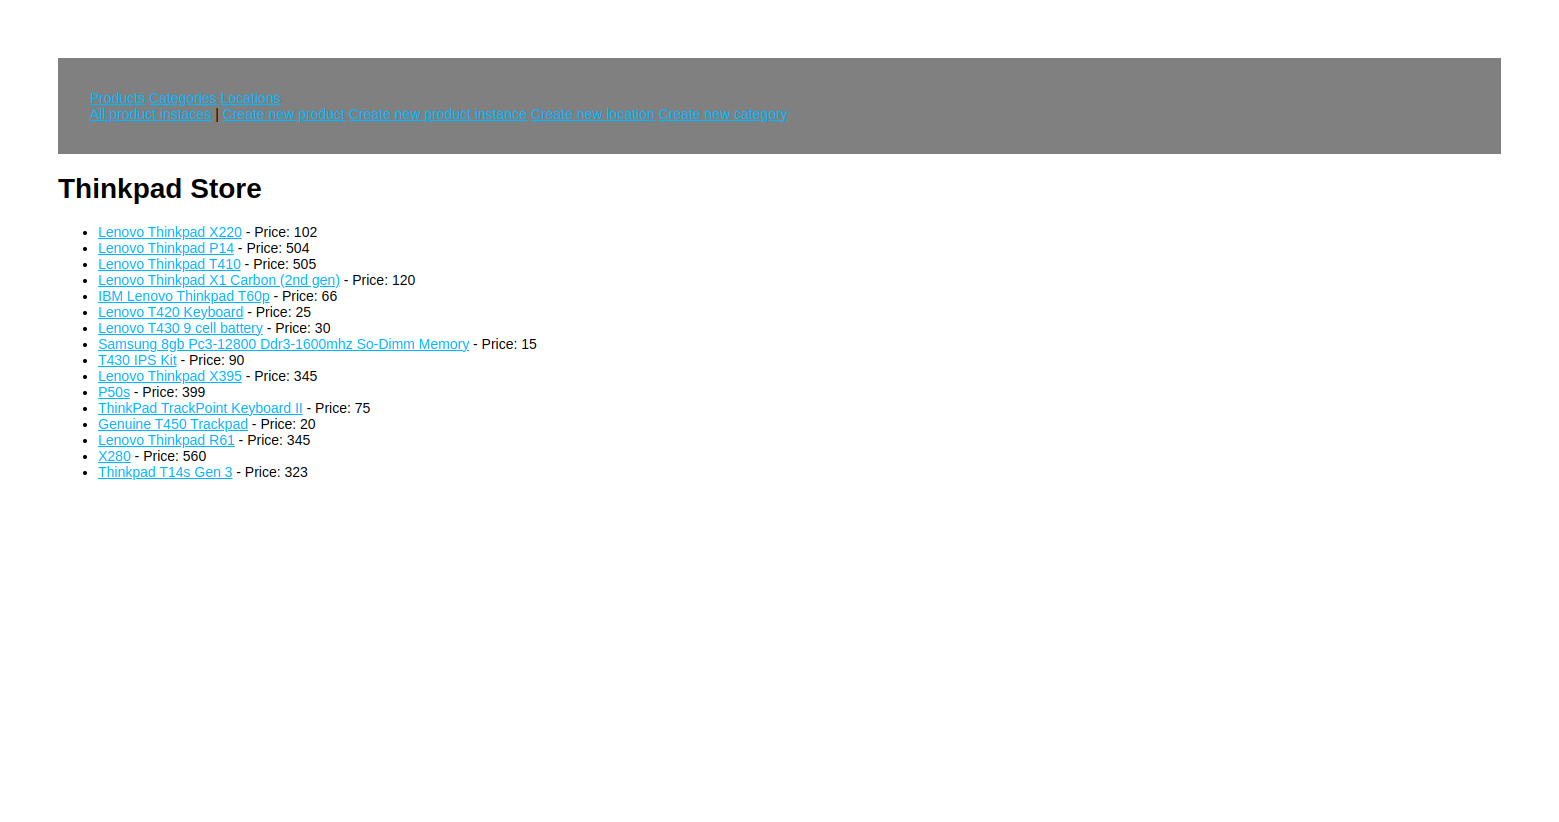 Products Categories Locations
All product instaces | Create new product Create new product instance Create new location Create new category
Thinkpad Store
Lenovo Thinkpad X220 - Price: 102
Lenovo Thinkpad P14 - Price: 504
Lenovo Thinkpad T410 - Price: 505
Lenovo Thinkpad X1 Carbon (2nd gen) - Price: 120
IBM Lenovo Thinkpad T60p - Price: 66
Lenovo T420 Keyboard - Price: 25
Lenovo T430 9 cell battery - Price: 30
Samsung 8gb Pc3-12800 Ddr3-1600mhz So-Dimm Memory - Price: 15
T430 IPS Kit - Price: 90
Lenovo Thinkpad X395 - Price: 345
P50s - Price: 399
ThinkPad TrackPoint Keyboard II - Price: 75
Genuine T450 Trackpad - Price: 20
Lenovo Thinkpad R61 - Price: 345
X280 - Price: 560
Thinkpad T14s Gen 3 - Price: 323